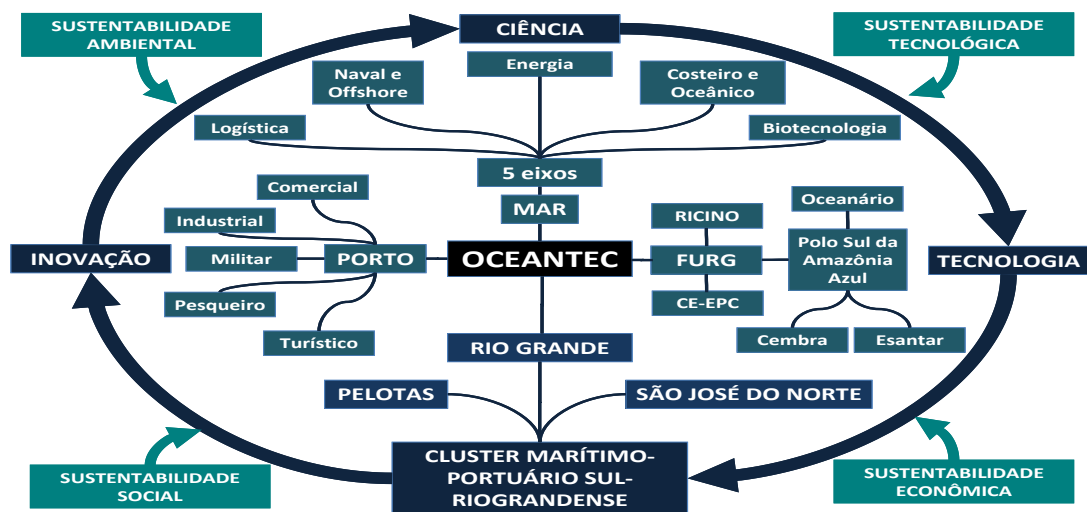 SUSTENTABILIDADE
AMBIENTAL
CIÊNCIA
SUSTENTABILIDADE
TECNOLÓGICA
Naval e
Offshore
Energia
Costeiro e
Oceânico
Logística
Biotecnologia
5 eixos
MAR
Comercial
Industrial
Militar
Pesqueiro
Turístico
PORTO
INOVAÇÃO
OCEANTEC
RICINO
FURG
CE-EPC
Oceanário
Polo Sul da
Amazônia
Azul
Cembra
Esantar
TECNOLOGIA
RIO GRANDE
PELOTAS
SÃO JOSÉ DO NORTE
CLUSTER MARÍTIMO-
PORTUÁRIO SUL-
RIOGRANDENSE
SUSTENTABILIDADE
SOCIAL
SUSTENTABILIDADE
ECONÔMICA